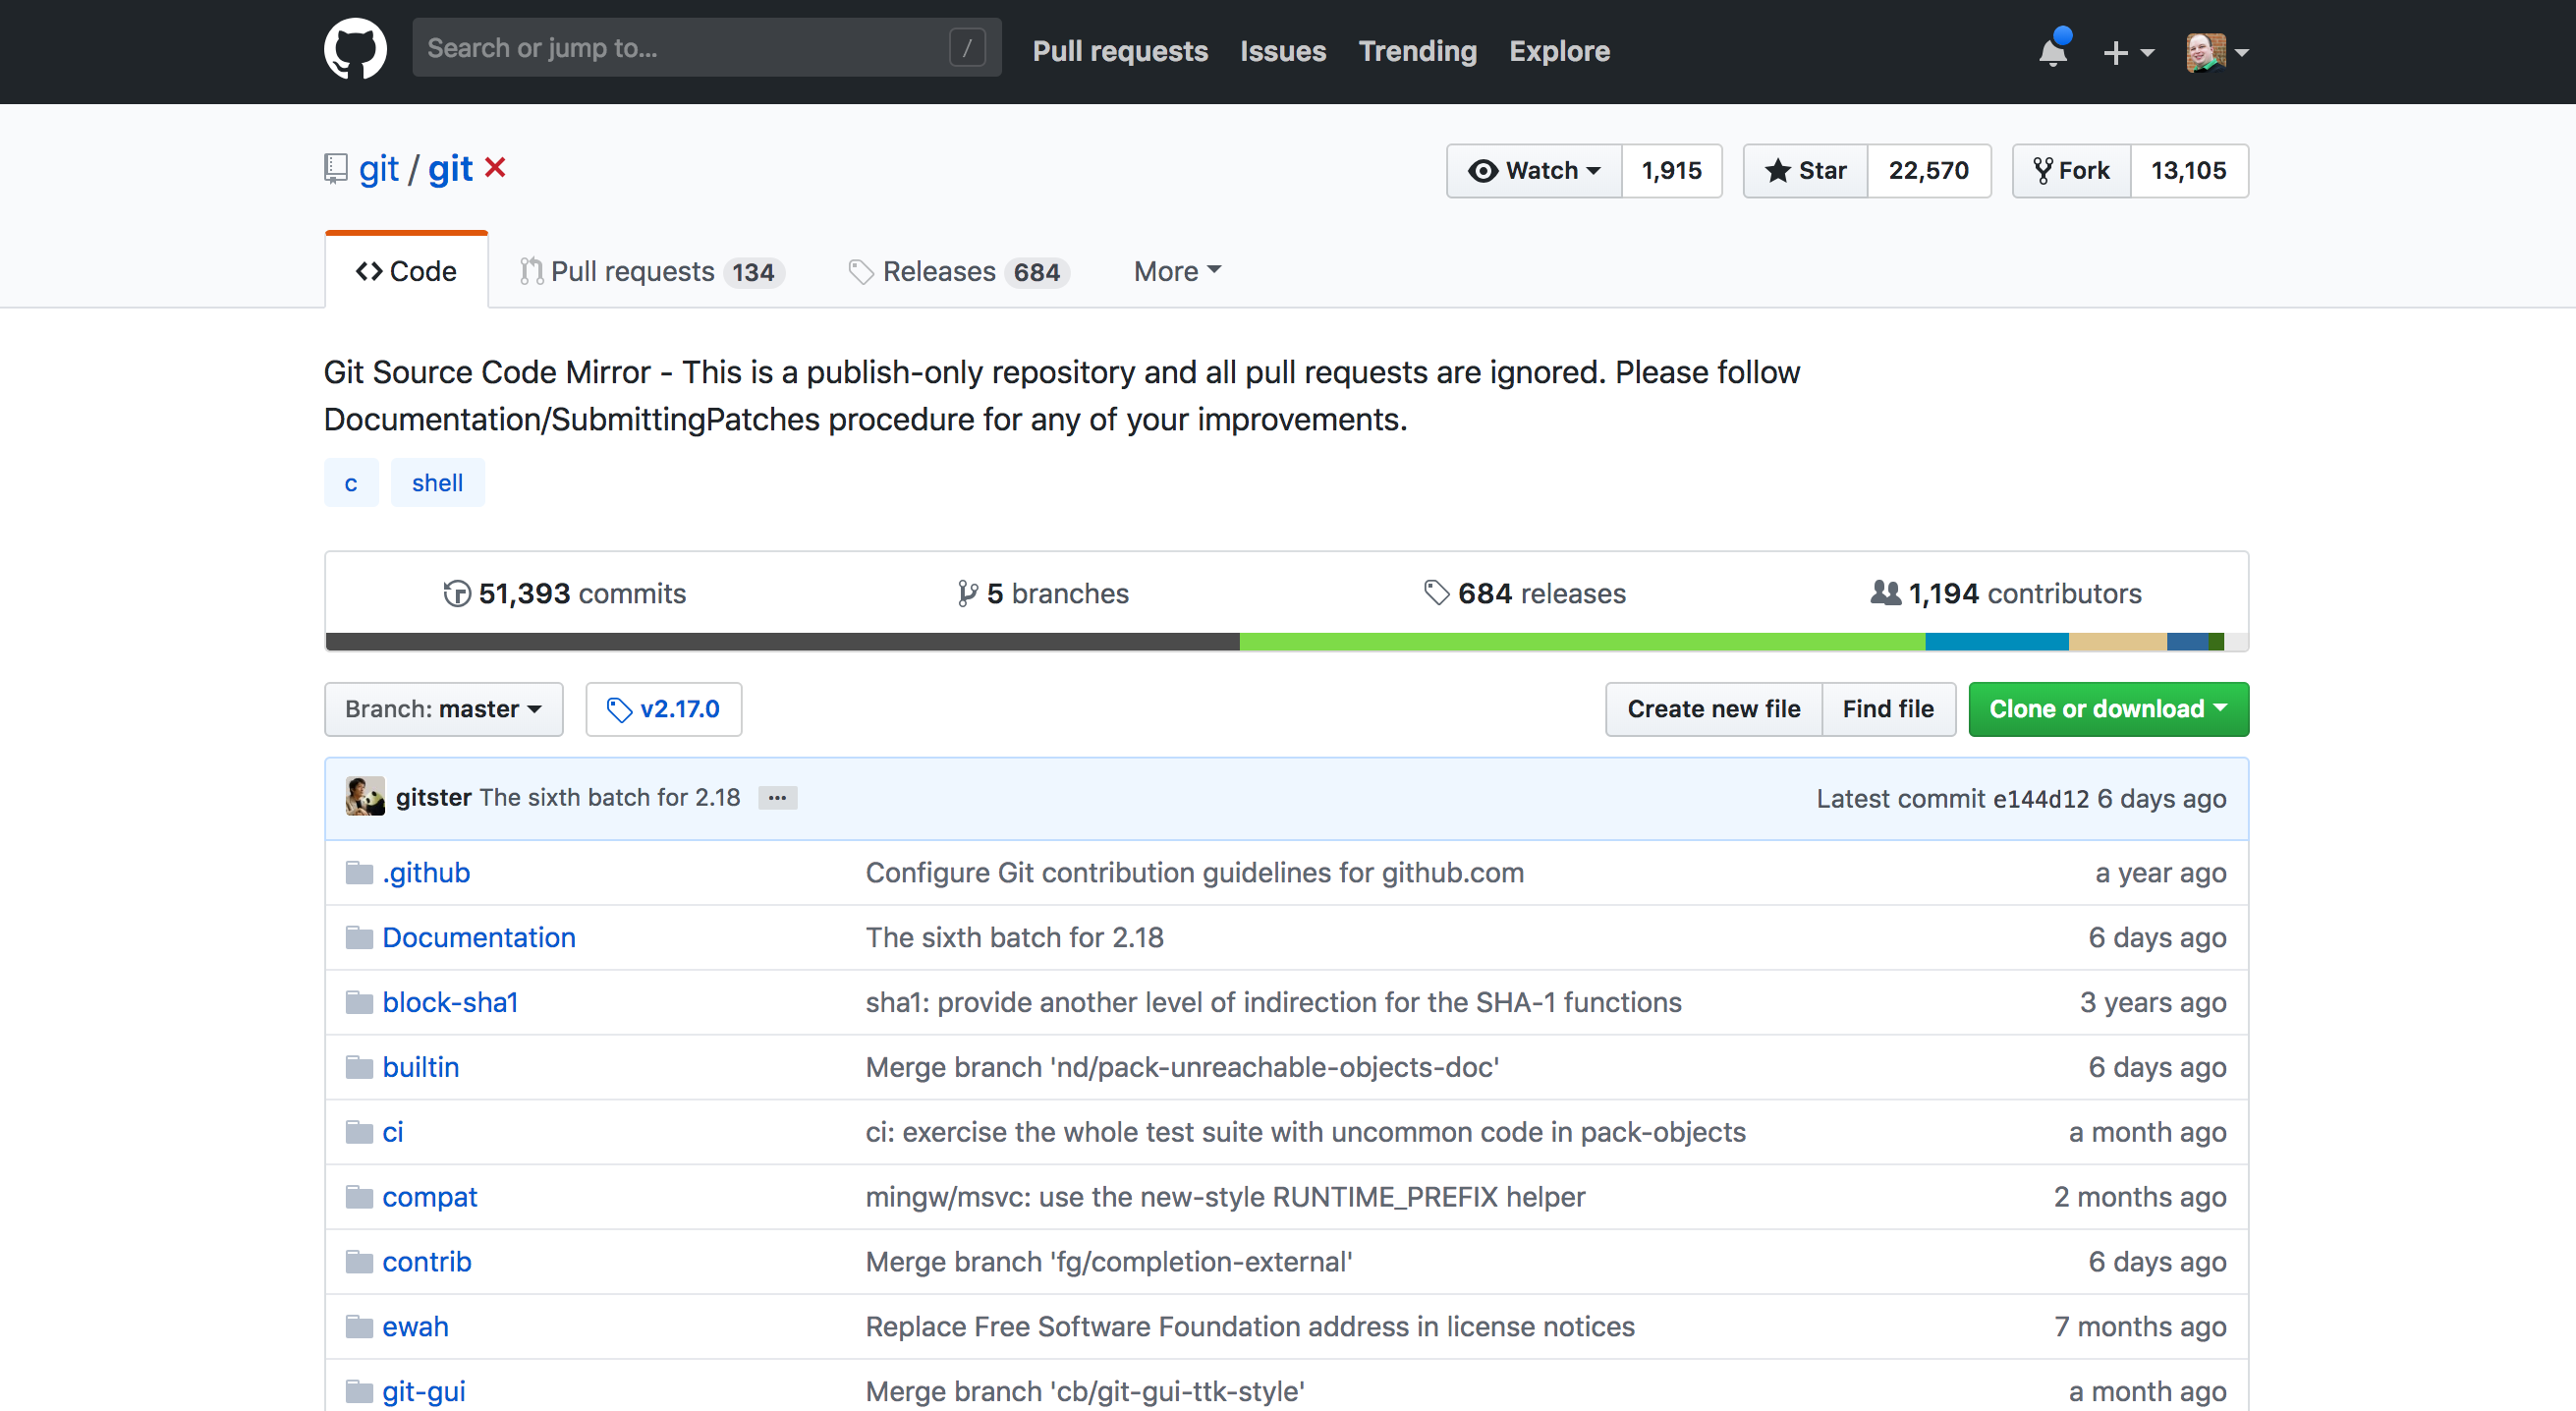 Search or jump to... /
Pull requests Issues Trending Explore
git / git
Watch 1,915 Star 22,570 Fork 13,105
Code Pull requests 134 Releases 684 More
Git Source Code Mirror - This is a publish-only repository and all pull requests are ignored. Please follow
Documentation/SubmittingPatches procedure for any of your improvements.
c shell
51,393 commits 5 branches 684 releases 1,194 contributors
Branch: master v2.17.0 Create new file Find file Clone or download
gitster The sixth batch for 2.18 ... Latest commit e144d12 6 days ago
.github Configure Git contribution guidelines for github.com a year ago
Documentation The sixth batch for 2.18 6 days ago
block-sha1 sha1: provide another level of indirection for the SHA-1 functions 3 years ago
builtin Merge branch 'nd/pack-unreachable-objects-doc' 6 days ago
ci ci: exercise the whole test suite with uncommon code in pack-objects a month ago
compat mingw/msvc: use the new-style RUNTIME_PREFIX helper 2 months ago
contrib Merge branch 'fg/completion-external' 6 days ago
ewah Replace Free Software Foundation address in license notices 7 months ago
git-gui Merge branch 'cb/git-gui-ttk-style' a month ago